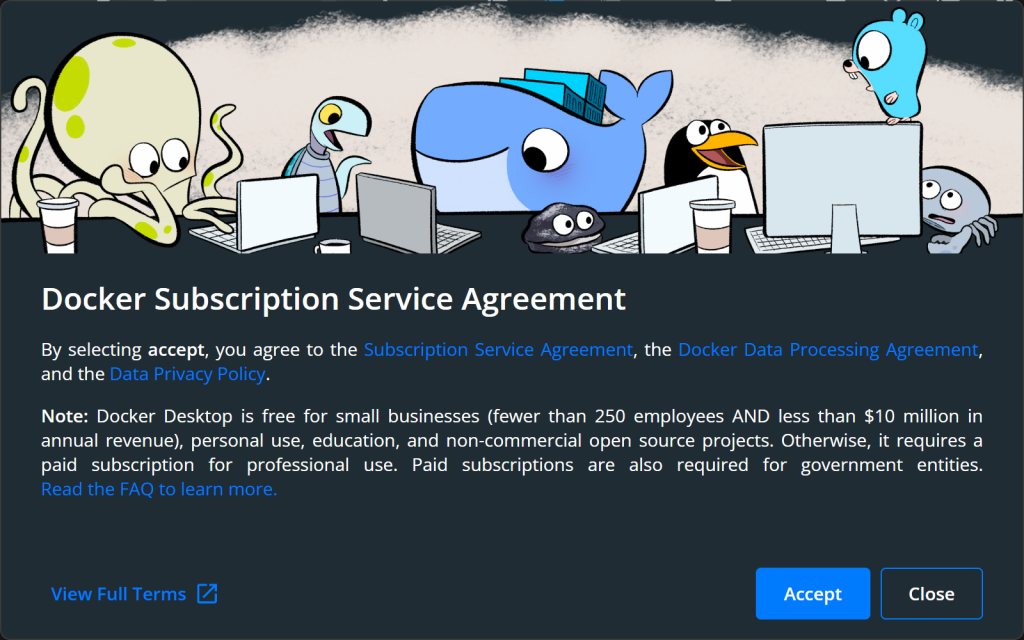 Docker Subscription Service Agreement
By selecting accept, you agree to the Subscription Service Agreement, the Docker Data Processing Agreement,
and the Data Privacy Policy.
Note: Docker Desktop is free for small businesses (fewer than 250 employees AND less than $10 million in
annual revenue), personal use, education, and non-commercial open source projects. Otherwise, it requires a
paid subscription for professional use. Paid subscriptions are also required for government entities.
Read the FAQ to learn more.
View Full Terms
Accept
Close